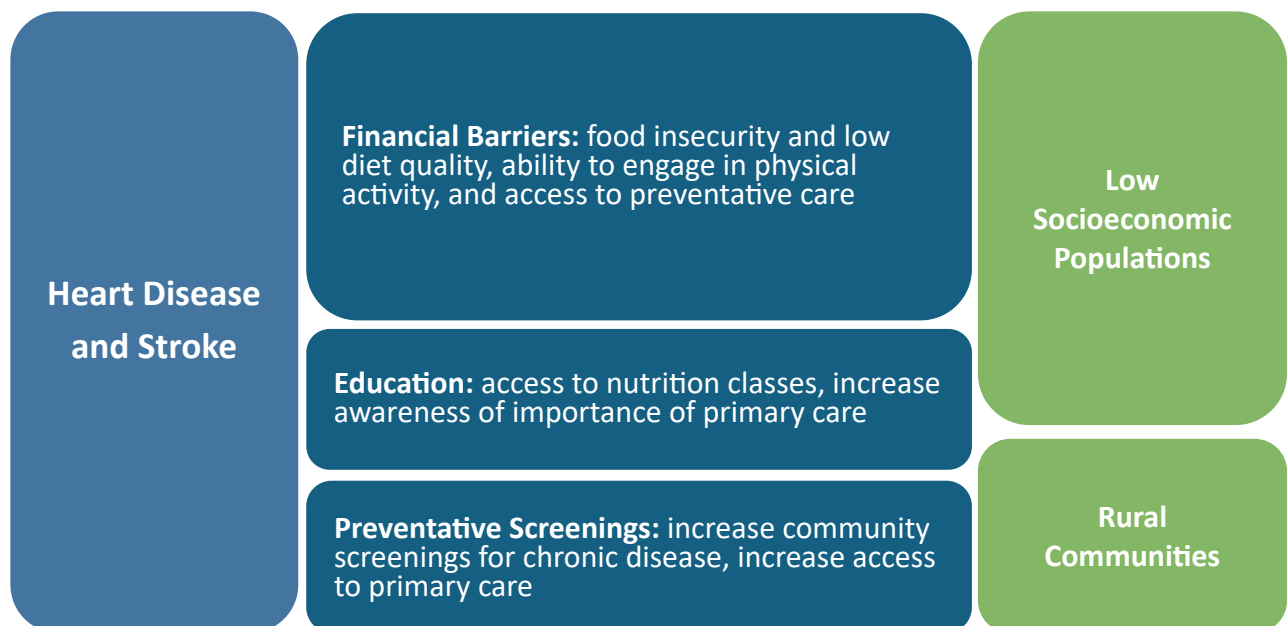 Heart Disease
and Stroke
Financial Barriers: food insecurity and low
diet quality, ability to engage in physical
activity, and access to preventative care
Education: access to nutrition classes, increase
awareness of importance of primary care
Preventative Screenings: increase community
screenings for chronic disease, increase access
to primary care
Low
Socioeconomic
Populations
Rural
Communities